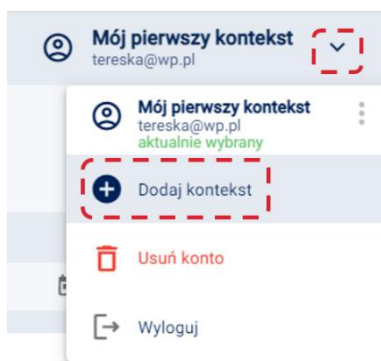 Mój pierwszy kontekst
tereska@wp.pl
Mój pierwszy kontekst
tereska@wp.pl
aktualnie wybrany
Dodaj kontekst
Usuń konto
Wyloguj